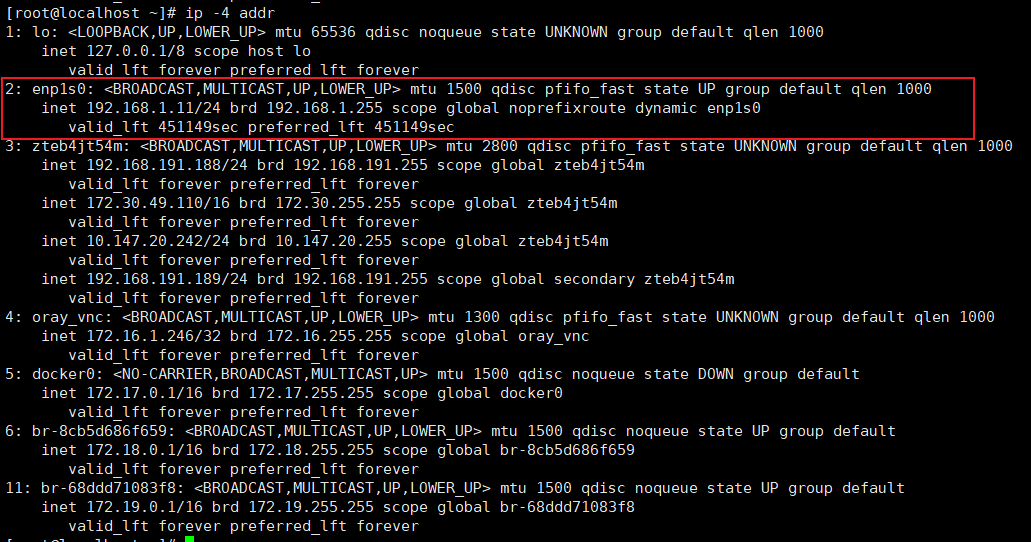 [root@localhost ~]# ip -4 addr
1: lo: <LOOPBACK,UP,LOWER_UP> mtu 65536 qdisc noqueue state UNKNOWN group default qlen 1000
    inet 127.0.0.1/8 scope host lo
       valid_lft forever preferred_lft forever
2: enp1s0: <BROADCAST,MULTICAST,UP,LOWER_UP> mtu 1500 qdisc pfifo_fast state UP group default qlen 1000
    inet 192.168.1.11/24 brd 192.168.1.255 scope global noprefixroute dynamic enp1s0
       valid_lft 451149sec preferred_lft 451149sec
3: zteb4jt54m: <BROADCAST,MULTICAST,UP,LOWER_UP> mtu 2800 qdisc pfifo_fast state UNKNOWN group default qlen 1000
    inet 192.168.191.188/24 brd 192.168.191.255 scope global zteb4jt54m
       valid_lft forever preferred_lft forever
    inet 172.30.49.110/16 brd 172.30.255.255 scope global zteb4jt54m
       valid_lft forever preferred_lft forever
    inet 10.147.20.242/24 brd 10.147.20.255 scope global zteb4jt54m
       valid_lft forever preferred_lft forever
    inet 192.168.191.189/24 brd 192.168.191.255 scope global secondary zteb4jt54m
       valid_lft forever preferred_lft forever
4: oray_vnc: <BROADCAST,MULTICAST,UP,LOWER_UP> mtu 1300 qdisc pfifo_fast state UNKNOWN group default qlen 1000
    inet 172.16.1.246/32 brd 172.16.255.255 scope global oray_vnc
       valid_lft forever preferred_lft forever
5: docker0: <NO-CARRIER,BROADCAST,MULTICAST,UP> mtu 1500 qdisc noqueue state DOWN group default
    inet 172.17.0.1/16 brd 172.17.255.255 scope global docker0
       valid_lft forever preferred_lft forever
6: br-8cb5d686f659: <BROADCAST,MULTICAST,UP,LOWER_UP> mtu 1500 qdisc noqueue state UP group default
    inet 172.18.0.1/16 brd 172.18.255.255 scope global br-8cb5d686f659
       valid_lft forever preferred_lft forever
11: br-68ddd71083f8: <BROADCAST,MULTICAST,UP,LOWER_UP> mtu 1500 qdisc noqueue state UP group default
    inet 172.19.0.1/16 brd 172.19.255.255 scope global br-68ddd71083f8
       valid_lft forever preferred_lft forever